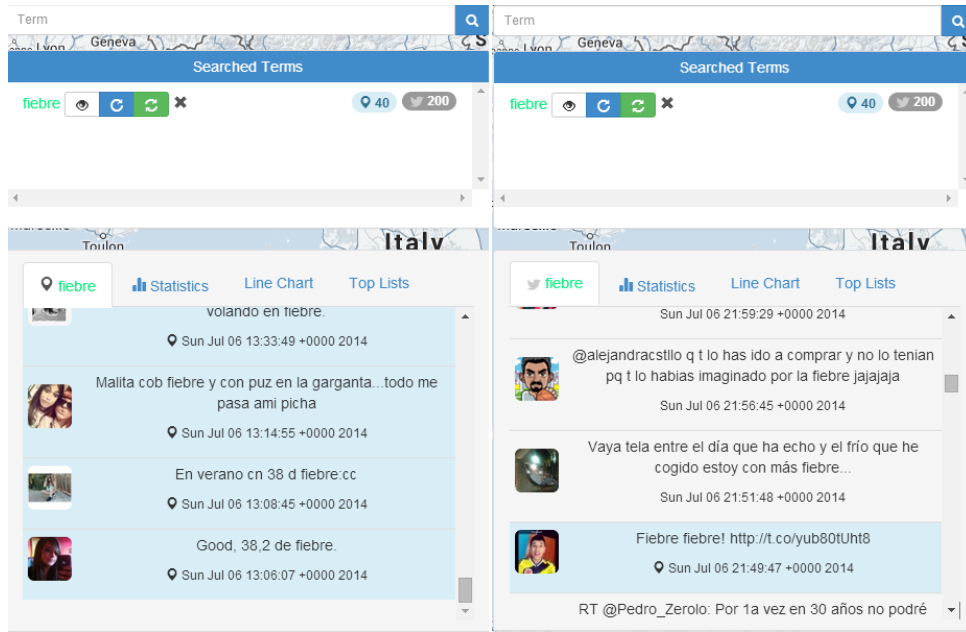 Term
Geneva
Lyon
Searched Terms
fiebre
40
200
Toulon
Italy
fiebre
Statistics
Line Chart
Top Lists
volando en fiebre.
Sun Jul 06 13:33:49 +0000 2014
Malita cob fiebre y con puz en la garganta...todo me
pasa ami picha
Sun Jul 06 13:14:55 +0000 2014
En verano cn 38 d fiebre:cc
Sun Jul 06 13:08:45 +0000 2014
Good, 38,2 de fiebre.
Sun Jul 06 13:06:07 +0000 2014
Term
Lyon
Geneva
Searched Terms
fiebre
40
200
Toulon
Italy
fiebre
Statistics
Line Chart
Top Lists
Sun Jul 06 21:59:29 +0000 2014
@alejandracstllo q t lo has ido a comprar y no lo tenian
pq t lo habias imaginado por la fiebre jajajaja
Sun Jul 06 21:56:45 +0000 2014
Vaya tela entre el día que ha echo y el frío que he
cogido estoy con más fiebre...
Sun Jul 06 21:51:48 +0000 2014
Fiebre fiebre! http://t.co/yub80tUht8
Sun Jul 06 21:49:47 +0000 2014
RT @Pedro_Zerolo: Por 1a vez en 30 años no podré